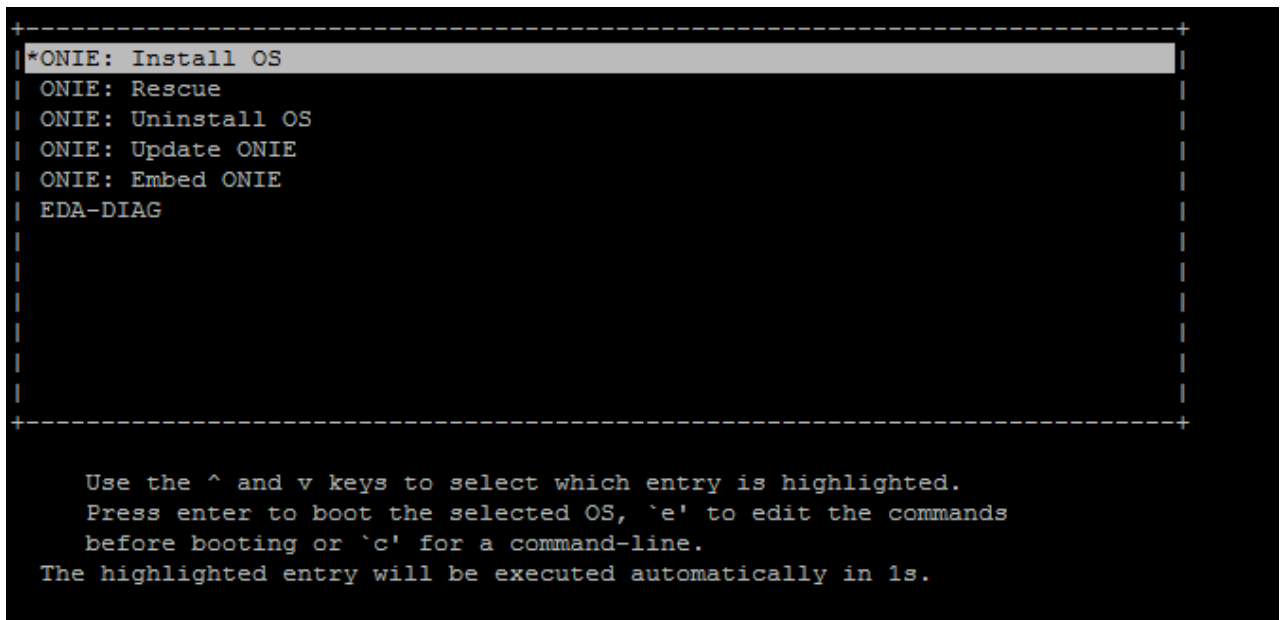 *ONIE: Install OS
ONIE: Rescue
ONIE: Uninstall OS
ONIE: Update ONIE
ONIE: Embed ONIE
EDA-DIAG
Use the ^ and v keys to select which entry is highlighted.
Press enter to boot the selected OS, `e' to edit the commands
before booting or `c' for a command-line.
The highlighted entry will be executed automatically in 1s.